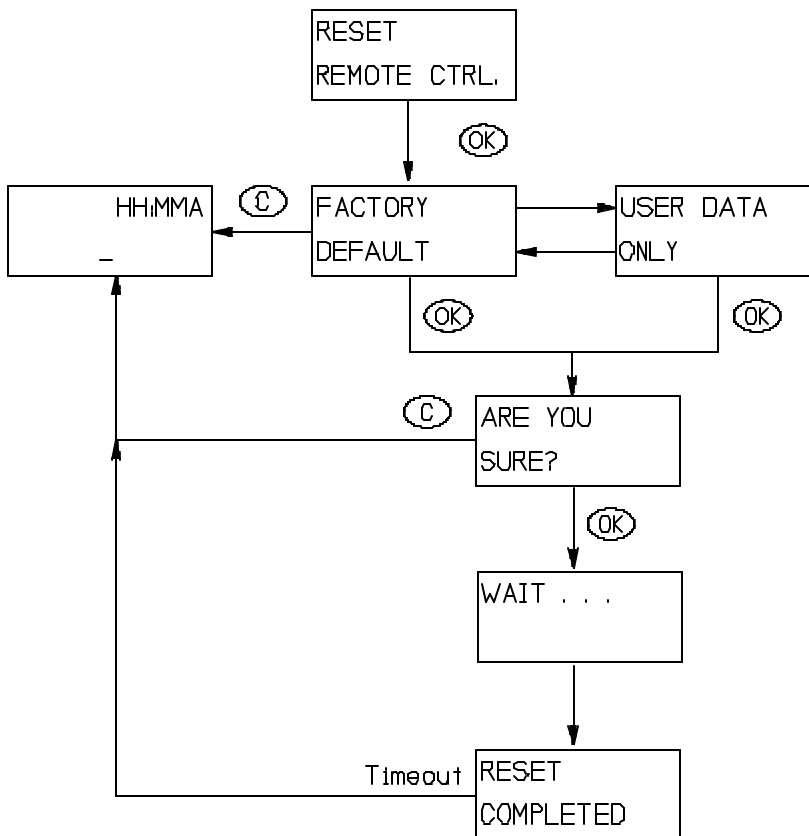 RESET
REMOTE CTRL.
OK
HH:MMA
_
C
FACTORY
DEFAULT
USER DATA
ONLY
OK
OK
C
ARE YOU
SURE?
OK
WAIT . . .
Timeout
RESET
COMPLETED